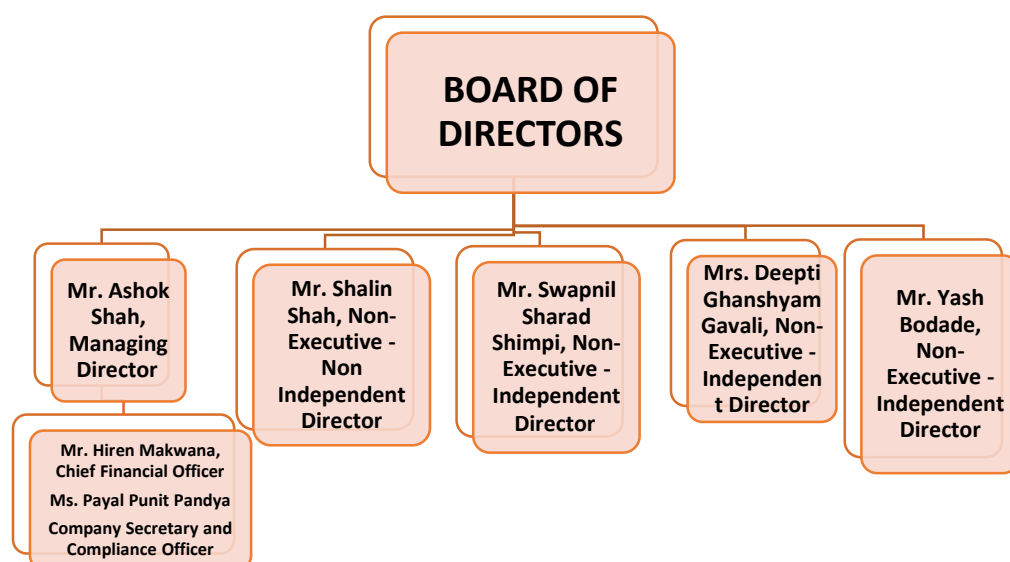 BOARD OF
DIRECTORS
Mr. Ashok
Shah,
Managing
Director
Mr. Shalin
Shah, Non-
Executive -
Non
Independent
Director
Mr. Swapnil
Sharad
Shimpi, Non-
Executive -
Independent
Director
Mrs. Deepti
Ghanshyam
Gavali, Non-
Executive -
Independen
t Director
Mr. Yash
Bodade,
Non-
Executive -
Independent
Director
Mr. Hiren Makwana,
Chief Financial Officer
Ms. Payal Punit Pandya
Company Secretary and
Compliance Officer